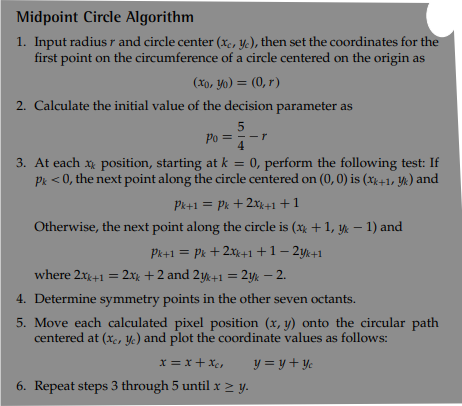 Midpoint Circle Algorithm
1. Input radius r and circle center (x_c, y_c), then set the coordinates for the
first point on the circumference of a circle centered on the origin as
(x_0, y_0) = (0, r)
2. Calculate the initial value of the decision parameter as
p_0 = 5/4 − r
3. At each x_k position, starting at k = 0, perform the following test: If
p_k < 0, the next point along the circle centered on (0, 0) is (x_{k+1}, y_k) and
p_{k+1} = p_k + 2x_{k+1} + 1
Otherwise, the next point along the circle is (x_k + 1, y_k − 1) and
p_{k+1} = p_k + 2x_{k+1} + 1 − 2y_{k+1}
where 2x_{k+1} = 2x_k + 2 and 2y_{k+1} = 2y_k − 2.
4. Determine symmetry points in the other seven octants.
5. Move each calculated pixel position (x, y) onto the circular path
centered at (x_c, y_c) and plot the coordinate values as follows:
x = x + x_c, y = y + y_c
6. Repeat steps 3 through 5 until x ≥ y.